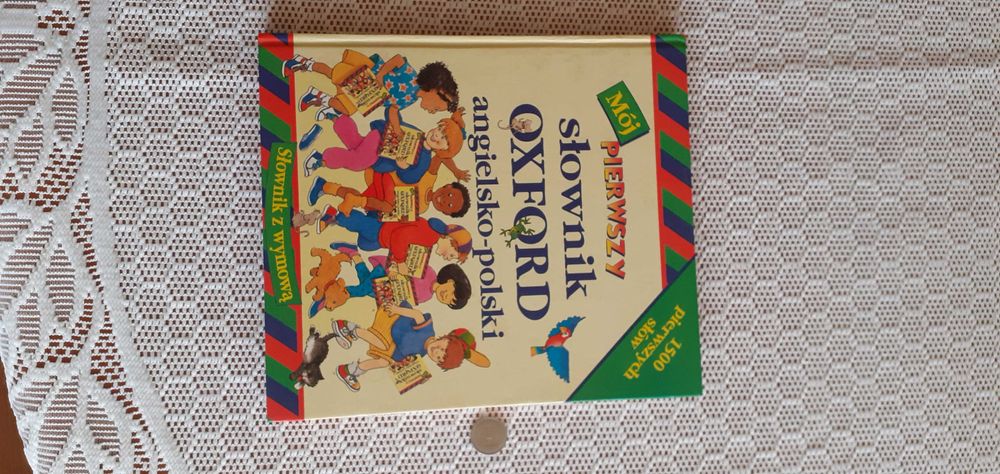 Mój
PIERWSZY
słownik
OXFORD
angielsko-polski
1500
pierwszych
słów
Słownik z wymową